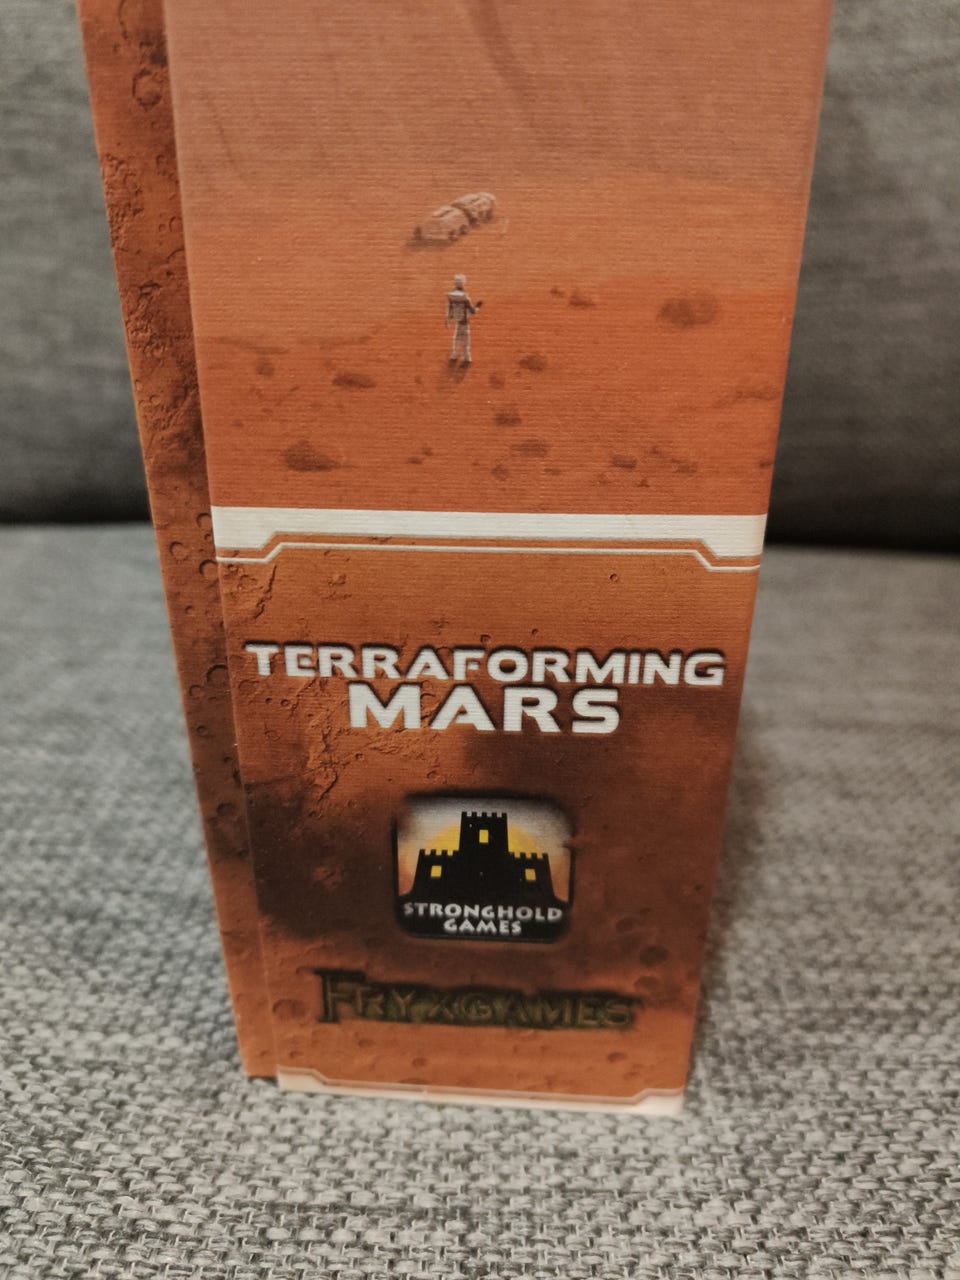 TERRAFORMING
MARS
STRONGHOLD
GAMES
FRYXGAMES